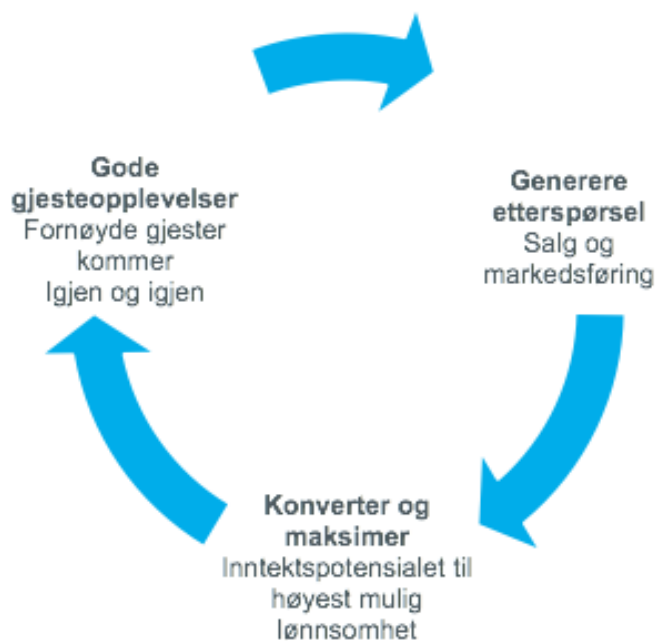 Gode
gjesteopplevelser
Fornøyde gjester
kommer
Igjen og igjen
Generere
etterspørsel
Salg og
markedsføring
Konverter og
maksimer
Inntektspotensialet til
høyest mulig
lønnsomhet